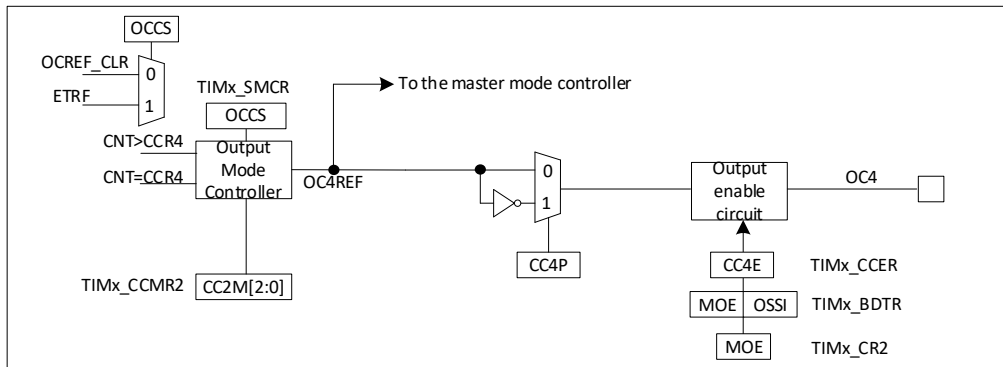 OCCS
OCREF_CLR
0
ETRF
1
TIMx_SMCR
OCCS
To the master mode controller
CNT>CCR4
CNT=CCR4
Output
Mode
Controller
OC4REF
0
1
CC4P
Output
enable
circuit
OC4
CC4E
TIMx_CCER
TIMx_CCMR2
CC2M[2:0]
MOE
OSSI
TIMx_BDTR
MOE
TIMx_CR2